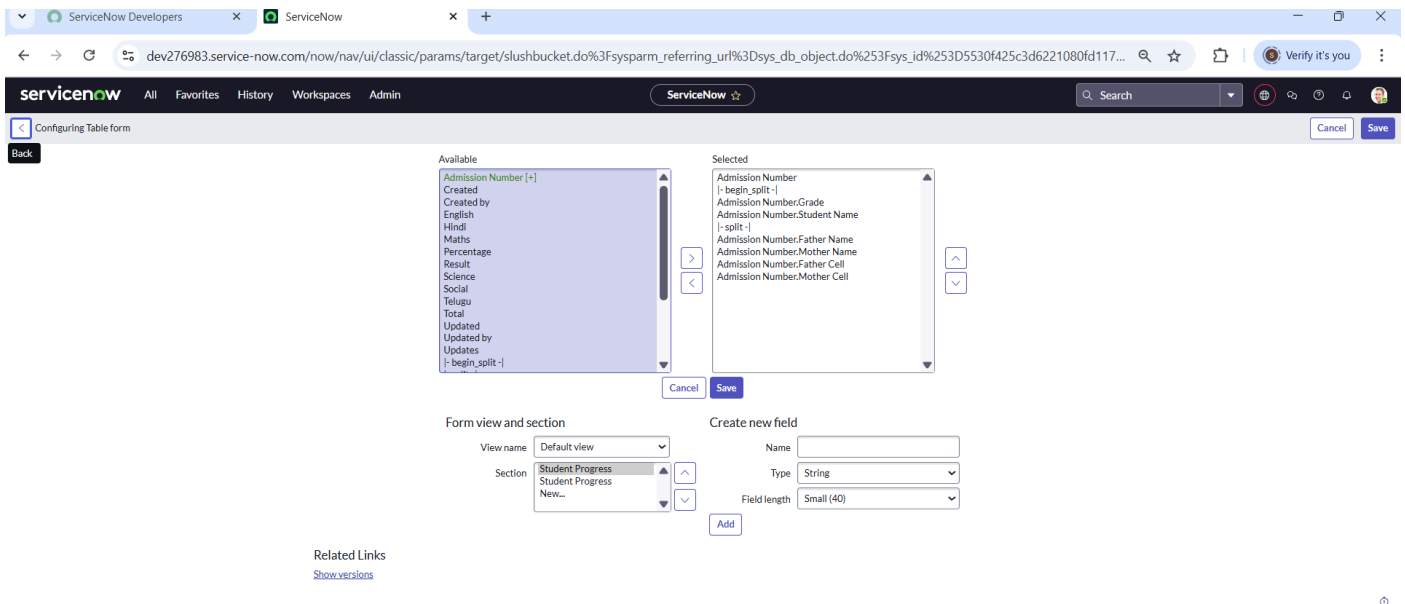 ServiceNow Developers
ServiceNow
dev276983.service-now.com/now/nav/ui/classic/params/target/slushbucket.do%3Fsysparm_referring_url%3Dsys_db_object.do%253Fsys_id%253D5530f425c3d6221080fd117...
Verify it's you
servicenow All Favorites History Workspaces Admin
ServiceNow
Search
Configuring Table form
Cancel
Save
Back
Available
Admission Number [+]
Created
Created by
English
Hindi
Maths
Percentage
Result
Science
Social
Telugu
Total
Updated
Updated by
Updates
|- begin_split -|
Selected
Admission Number
|- begin_split -|
Admission Number.Grade
Admission Number.Student Name
|- split -|
Admission Number.Father Name
Admission Number.Mother Name
Admission Number.Father Cell
Admission Number.Mother Cell
Cancel
Save
Form view and section
View name
Default view
Section
Student Progress
Student Progress
New...
Create new field
Name
Type
String
Field length
Small (40)
Add
Related Links
Show versions